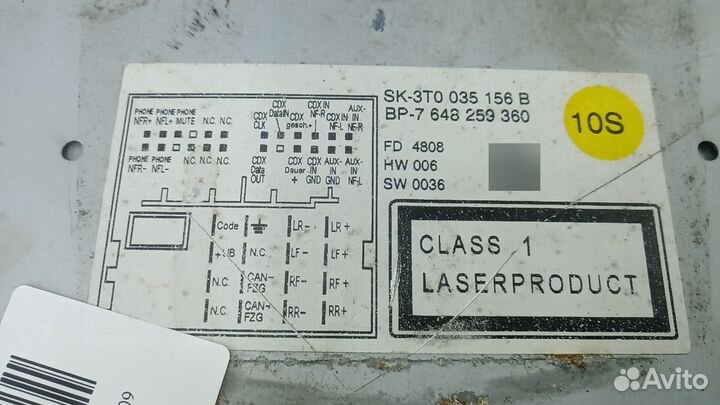 SK-3T0 035 156 B
BP-7 648 259 360
10S
FD 4808
HW 006
SW 0036
CLASS 1
LASERPRODUCT
PHONE PHONE PHONE
NFR+ NFL+ MUTE N.C. N.C.
PHONE PHONE
NFR- NFL- N.C. N.C. N.C.
CDX CDX IN AUX-
CDX DataIN CDX NF-R CDX IN IN
CLK gesch.+ NF-L NF-R
CDX CDX CDX AUX- AUX-
Data Dauer IN IN IN
OUT + GND GND NF-L
Code LR- LR+
+UB N.C. LF- LF+
N.C. CAN-FZG RF- RF+
N.C. CAN-FZG RR- RR+
09
Avito